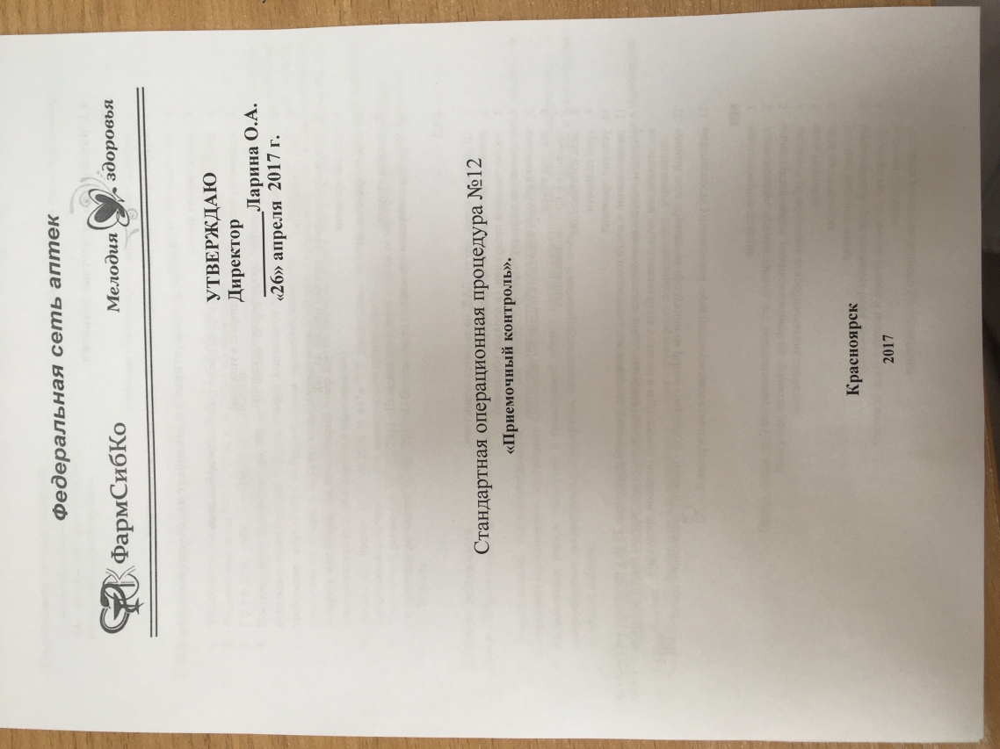 Федеральная сеть аптек
ФармСибКо Мелодия здоровья
УТВЕРЖДАЮ
Директор
________Ларина О.А.
«26» апреля 2017 г.
Стандартная операционная процедура №12
«Приемочный контроль».
Красноярск
2017